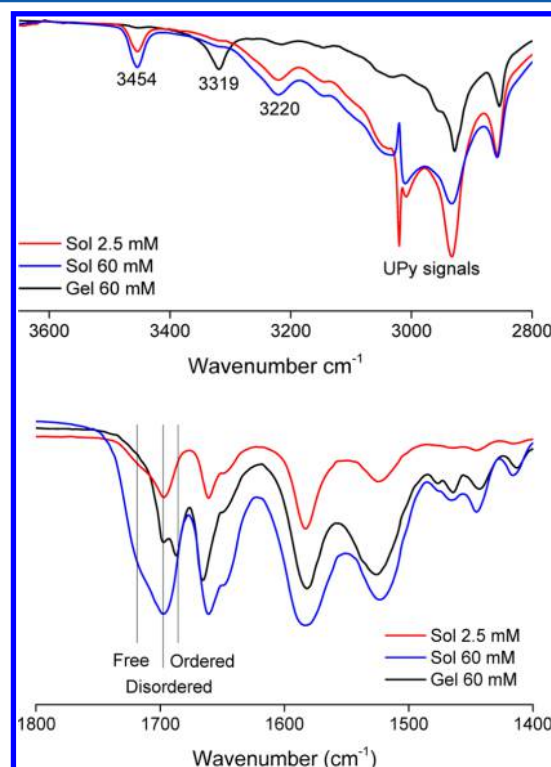 3454
3319
3220
Sol 2.5 mM
Sol 60 mM
Gel 60 mM
UPy signals
3600 3400 3200 3000 2800
Wavenumber cm-1
Free Ordered
Disordered
Sol 2.5 mM
Sol 60 mM
Gel 60 mM
1800 1700 1600 1500 1400
Wavenumber (cm-1)